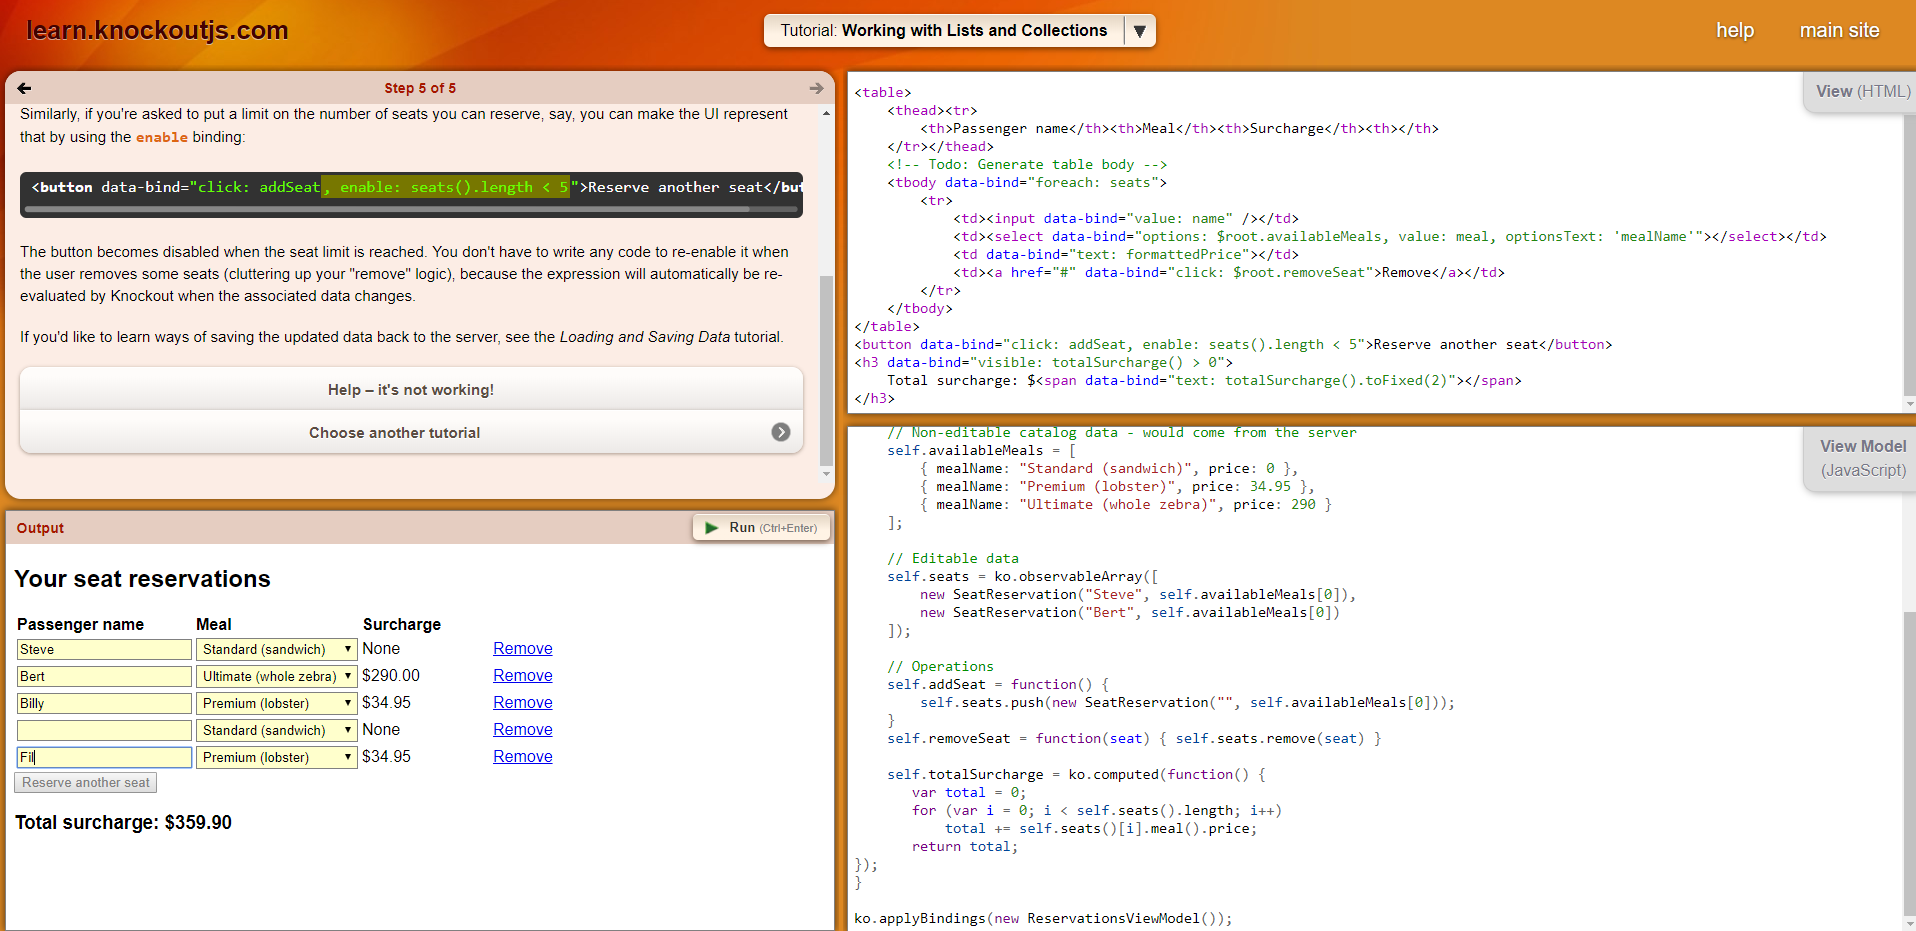 learn.knockoutjs.com
Tutorial: Working with Lists and Collections ▼
help main site
Step 5 of 5
Similarly, if you're asked to put a limit on the number of seats you can reserve, say, you can make the UI represent
that by using the enable binding:
<button data-bind="click: addSeat, enable: seats().length < 5">Reserve another seat</but
The button becomes disabled when the seat limit is reached. You don't have to write any code to re-enable it when
the user removes some seats (cluttering up your "remove" logic), because the expression will automatically be re-
evaluated by Knockout when the associated data changes.
If you'd like to learn ways of saving the updated data back to the server, see the Loading and Saving Data tutorial.
Help – it's not working!
Choose another tutorial
Output
Run (Ctrl+Enter)
Your seat reservations
Passenger name Meal Surcharge
Steve Standard (sandwich) None Remove
Bert Ultimate (whole zebra) $290.00 Remove
Billy Premium (lobster) $34.95 Remove
Standard (sandwich) None Remove
Fil Premium (lobster) $34.95 Remove
Reserve another seat
Total surcharge: $359.90
View (HTML)
<table>
    <thead><tr>
        <th>Passenger name</th><th>Meal</th><th>Surcharge</th><th></th>
    </tr></thead>
    <!-- Todo: Generate table body -->
    <tbody data-bind="foreach: seats">
        <tr>
            <td><input data-bind="value: name" /></td>
            <td><select data-bind="options: $root.availableMeals, value: meal, optionsText: 'mealName'"></select></td>
            <td data-bind="text: formattedPrice"></td>
            <td><a href="#" data-bind="click: $root.removeSeat">Remove</a></td>
        </tr>
    </tbody>
</table>
<button data-bind="click: addSeat, enable: seats().length < 5">Reserve another seat</button>
<h3 data-bind="visible: totalSurcharge() > 0">
    Total surcharge: $<span data-bind="text: totalSurcharge().toFixed(2)"></span>
</h3>
View Model
(JavaScript)
    // Non-editable catalog data - would come from the server
    self.availableMeals = [
        { mealName: "Standard (sandwich)", price: 0 },
        { mealName: "Premium (lobster)", price: 34.95 },
        { mealName: "Ultimate (whole zebra)", price: 290 }
    ];
    // Editable data
    self.seats = ko.observableArray([
        new SeatReservation("Steve", self.availableMeals[0]),
        new SeatReservation("Bert", self.availableMeals[0])
    ]);
    // Operations
    self.addSeat = function() {
        self.seats.push(new SeatReservation("", self.availableMeals[0]));
    }
    self.removeSeat = function(seat) { self.seats.remove(seat) }
    self.totalSurcharge = ko.computed(function() {
       var total = 0;
       for (var i = 0; i < self.seats().length; i++)
           total += self.seats()[i].meal().price;
       return total;
});
}
ko.applyBindings(new ReservationsViewModel());